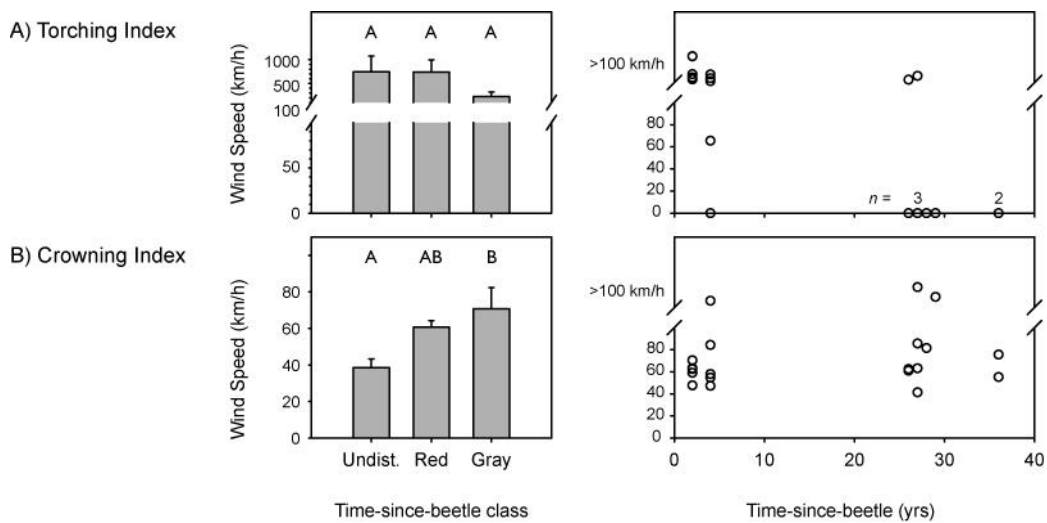 A) Torching Index
Wind Speed (km/h)
1000
500
100
50
0
A A A
>100 km/h
80
60
40
20
0
n = 3 2
B) Crowning Index
Wind Speed (km/h)
80
60
40
20
0
A AB B
Undist. Red Gray
Time-since-beetle class
>100 km/h
80
60
40
20
0
0 10 20 30 40
Time-since-beetle (yrs)